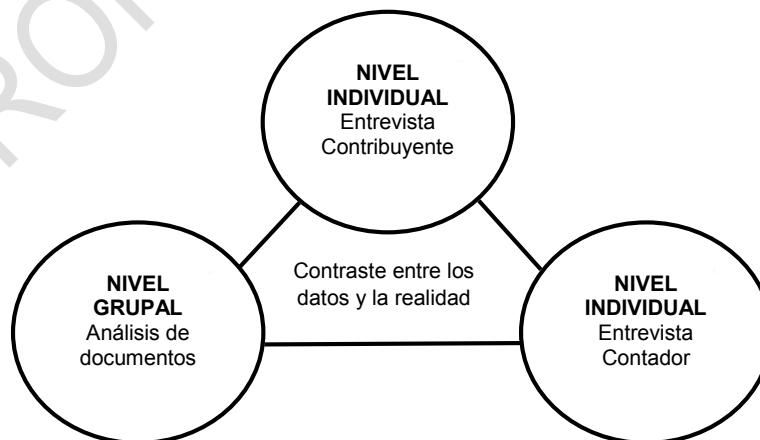 NIVEL
INDIVIDUAL
Entrevista
Contribuyente
Contraste entre los
datos y la realidad
NIVEL
GRUPAL
Análisis de
documentos
NIVEL
INDIVIDUAL
Entrevista
Contador